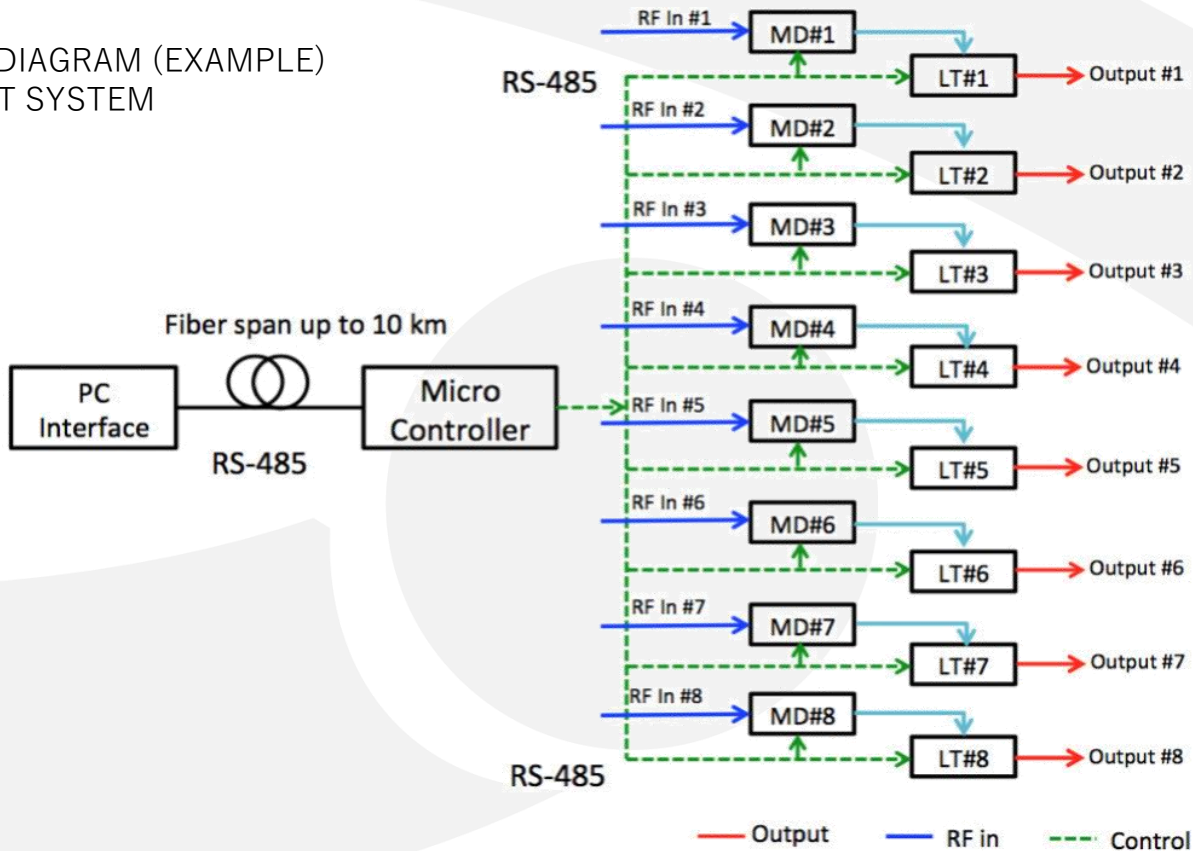 DIAGRAM (EXAMPLE)
T SYSTEM
RS-485
RF In #1
MD#1
LT#1
Output #1
RF In #2
MD#2
LT#2
Output #2
RF In #3
MD#3
LT#3
Output #3
RF In #4
MD#4
LT#4
Output #4
Fiber span up to 10 km
PC
Interface
RS-485
Micro
Controller
RF In #5
MD#5
LT#5
Output #5
RF In #6
MD#6
LT#6
Output #6
RF In #7
MD#7
LT#7
Output #7
RF In #8
MD#8
LT#8
Output #8
RS-485
Output
RF in
Control